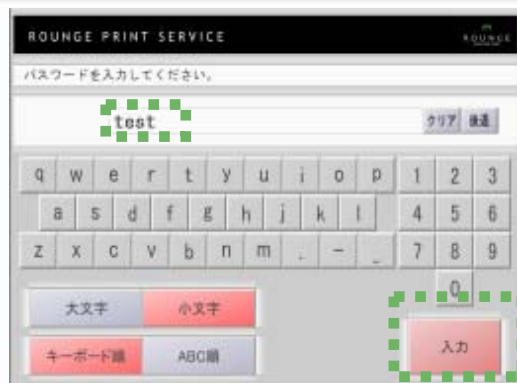 ROUNGE PRINT SERVICE
ROUNGE
パスワードを入力してください。
test
クリア 後退
q w e r t y u i o p 1 2 3
a s d f g h j k l 4 5 6
z x c v b n m . - _ 7 8 9
0
大文字 小文字
キーボード順 ABC順
入力